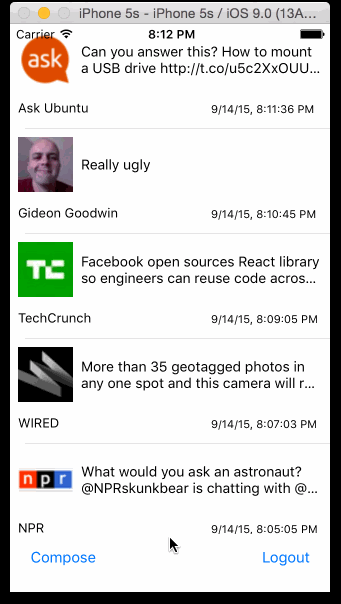 iPhone 5s - iPhone 5s / iOS 9.0 (13A...
Carrier 8:12 PM
ask
Can you answer this? How to mount
a USB drive http://t.co/u5c2XxOUU...
Ask Ubuntu 9/14/15, 8:11:36 PM
Really ugly
Gideon Goodwin 9/14/15, 8:10:45 PM
TC
Facebook open sources React library
so engineers can reuse code acros...
TechCrunch 9/14/15, 8:09:05 PM
More than 35 geotagged photos in
any one spot and this camera will r...
WIRED 9/14/15, 8:07:03 PM
n p r
What would you ask an astronaut?
@NPRskunkbear is chatting with @...
NPR 9/14/15, 8:05:05 PM
Compose Logout